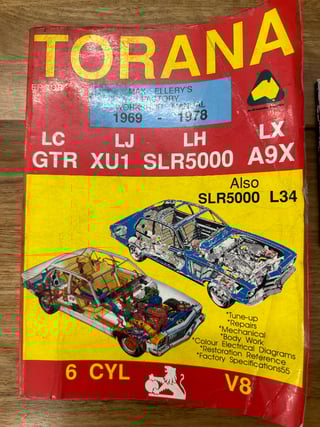 TORANA
MAX ELLERY'S
FACTORY
WORKSHOP MANUAL
1969 - 1978
LC LJ LH LX
GTR XU1 SLR5000 A9X
Also
SLR5000 L34
*Tune-up
*Repairs
*Mechanical
Body Work
*Colour Electrical Diagrams
*Restoration Reference
*Factory Specifications55
6 CYL V8